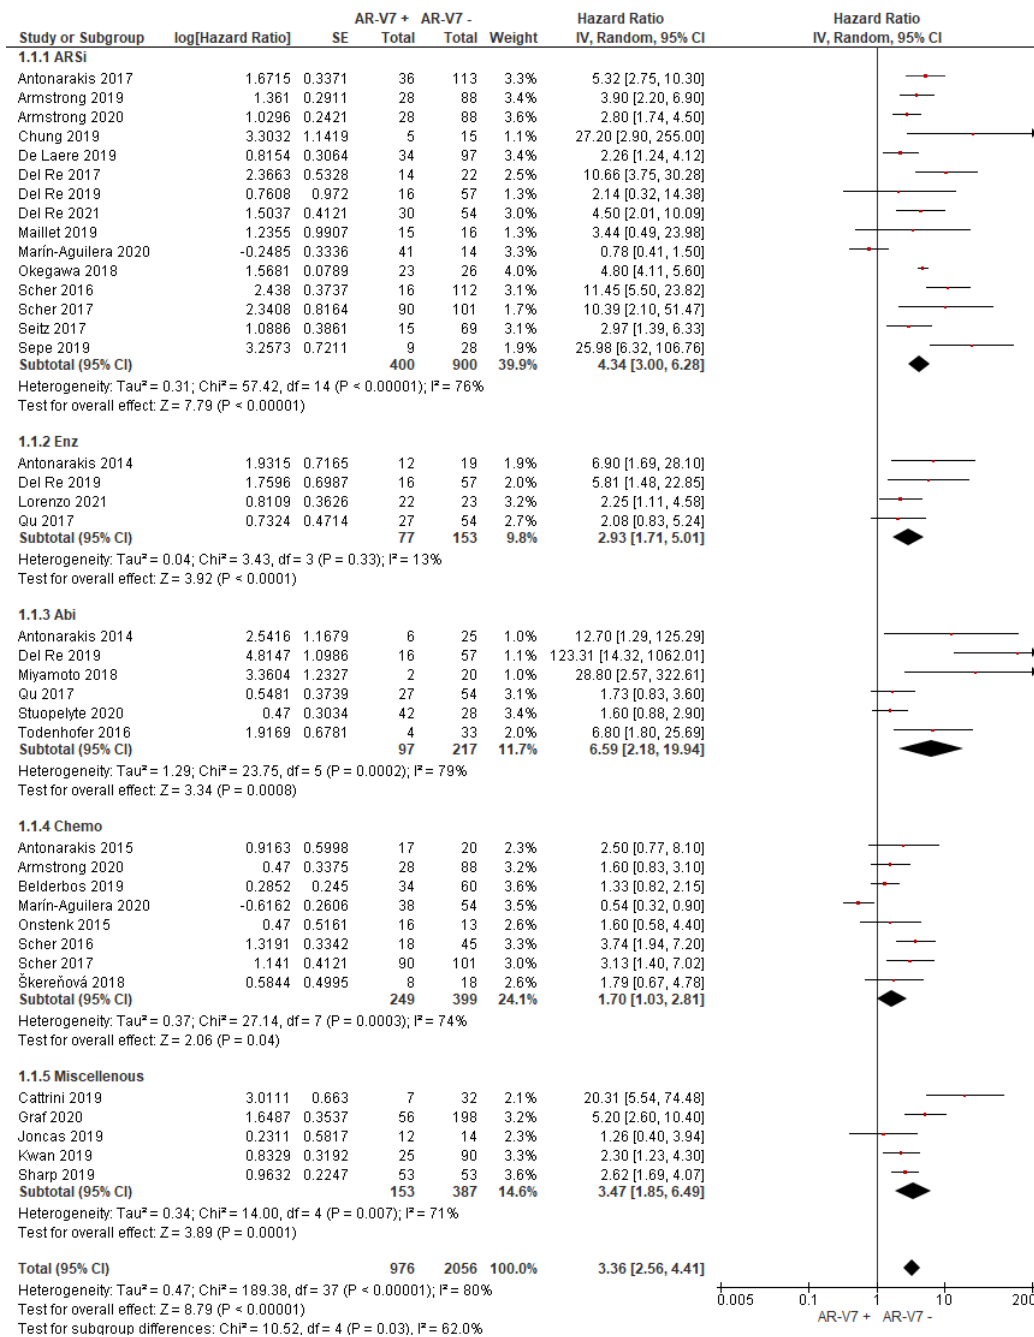 AR-V7 + AR-V7 - Hazard Ratio Hazard Ratio
Study or Subgroup log[Hazard Ratio] SE Total Total Weight IV, Random, 95% CI IV, Random, 95% CI
1.1.1 ARSi
Antonarakis 2017 1.6715 0.3371 36 113 3.3% 5.32 [2.75, 10.30]
Armstrong 2019 1.361 0.2911 28 88 3.4% 3.90 [2.20, 6.90]
Armstrong 2020 1.0296 0.2421 28 88 3.6% 2.80 [1.74, 4.50]
Chung 2019 3.3032 1.1419 5 15 1.1% 27.20 [2.90, 255.00]
De Laere 2019 0.8154 0.3064 34 97 3.4% 2.26 [1.24, 4.12]
Del Re 2017 2.3663 0.5328 14 22 2.5% 10.66 [3.75, 30.28]
Del Re 2019 0.7608 0.972 16 57 1.3% 2.14 [0.32, 14.38]
Del Re 2021 1.5037 0.4121 30 54 3.0% 4.50 [2.01, 10.09]
Maillet 2019 1.2355 0.9907 15 16 1.3% 3.44 [0.49, 23.98]
Marín-Aguilera 2020 -0.2485 0.3336 41 14 3.3% 0.78 [0.41, 1.50]
Okegawa 2018 1.5681 0.0789 23 26 4.0% 4.80 [4.11, 5.60]
Scher 2016 2.438 0.3737 16 112 3.1% 11.45 [5.50, 23.82]
Scher 2017 2.3408 0.8164 90 101 1.7% 10.39 [2.10, 51.47]
Seitz 2017 1.0886 0.3861 15 69 3.1% 2.97 [1.39, 6.33]
Sepe 2019 3.2573 0.7211 9 28 1.9% 25.98 [6.32, 106.76]
Subtotal (95% CI) 400 900 39.9% 4.34 [3.00, 6.28]
Heterogeneity: Tau² = 0.31; Chi² = 57.42, df = 14 (P < 0.00001); I² = 76%
Test for overall effect: Z = 7.79 (P < 0.00001)
1.1.2 Enz
Antonarakis 2014 1.9315 0.7165 12 19 1.9% 6.90 [1.69, 28.10]
Del Re 2019 1.7596 0.6987 16 57 2.0% 5.81 [1.48, 22.85]
Lorenzo 2021 0.8109 0.3626 22 23 3.2% 2.25 [1.11, 4.58]
Qu 2017 0.7324 0.4714 27 54 2.7% 2.08 [0.83, 5.24]
Subtotal (95% CI) 77 153 9.8% 2.93 [1.71, 5.01]
Heterogeneity: Tau² = 0.04; Chi² = 3.43, df = 3 (P = 0.33); I² = 13%
Test for overall effect: Z = 3.92 (P < 0.0001)
1.1.3 Abi
Antonarakis 2014 2.5416 1.1679 6 25 1.0% 12.70 [1.29, 125.29]
Del Re 2019 4.8147 1.0986 16 57 1.1% 123.31 [14.32, 1062.01]
Miyamoto 2018 3.3604 1.2327 2 20 1.0% 28.80 [2.57, 322.61]
Qu 2017 0.5481 0.3739 27 54 3.1% 1.73 [0.83, 3.60]
Stuopelyte 2020 0.47 0.3034 42 28 3.4% 1.60 [0.88, 2.90]
Todenhofer 2016 1.9169 0.6781 4 33 2.0% 6.80 [1.80, 25.69]
Subtotal (95% CI) 97 217 11.7% 6.59 [2.18, 19.94]
Heterogeneity: Tau² = 1.29; Chi² = 23.75, df = 5 (P = 0.0002); I² = 79%
Test for overall effect: Z = 3.34 (P = 0.0008)
1.1.4 Chemo
Antonarakis 2015 0.9163 0.5998 17 20 2.3% 2.50 [0.77, 8.10]
Armstrong 2020 0.47 0.3375 28 88 3.2% 1.60 [0.83, 3.10]
Belderbos 2019 0.2852 0.245 34 60 3.6% 1.33 [0.82, 2.15]
Marín-Aguilera 2020 -0.6162 0.2606 38 54 3.5% 0.54 [0.32, 0.90]
Onstenk 2015 0.47 0.5161 16 13 2.6% 1.60 [0.58, 4.40]
Scher 2016 1.3191 0.3342 18 45 3.3% 3.74 [1.94, 7.20]
Scher 2017 1.141 0.4121 90 101 3.0% 3.13 [1.40, 7.02]
Škereňová 2018 0.5844 0.4995 8 18 2.6% 1.79 [0.67, 4.78]
Subtotal (95% CI) 249 399 24.1% 1.70 [1.03, 2.81]
Heterogeneity: Tau² = 0.37; Chi² = 27.14, df = 7 (P = 0.0003); I² = 74%
Test for overall effect: Z = 2.06 (P = 0.04)
1.1.5 Miscellenous
Cattrini 2019 3.0111 0.663 7 32 2.1% 20.31 [5.54, 74.48]
Graf 2020 1.6487 0.3537 56 198 3.2% 5.20 [2.60, 10.40]
Joncas 2019 0.2311 0.5817 12 14 2.3% 1.26 [0.40, 3.94]
Kwan 2019 0.8329 0.3192 25 90 3.3% 2.30 [1.23, 4.30]
Sharp 2019 0.9632 0.2247 53 53 3.6% 2.62 [1.69, 4.07]
Subtotal (95% CI) 153 387 14.6% 3.47 [1.85, 6.49]
Heterogeneity: Tau² = 0.34; Chi² = 14.00, df = 4 (P = 0.007); I² = 71%
Test for overall effect: Z = 3.89 (P = 0.0001)
Total (95% CI) 976 2056 100.0% 3.36 [2.56, 4.41]
Heterogeneity: Tau² = 0.47; Chi² = 189.38, df = 37 (P < 0.00001); I² = 80%
Test for overall effect: Z = 8.79 (P < 0.00001)
Test for subgroup differences: Chi² = 10.52, df = 4 (P = 0.03), I² = 62.0%
0.005 0.1 1 10 200
AR-V7 + AR-V7 -